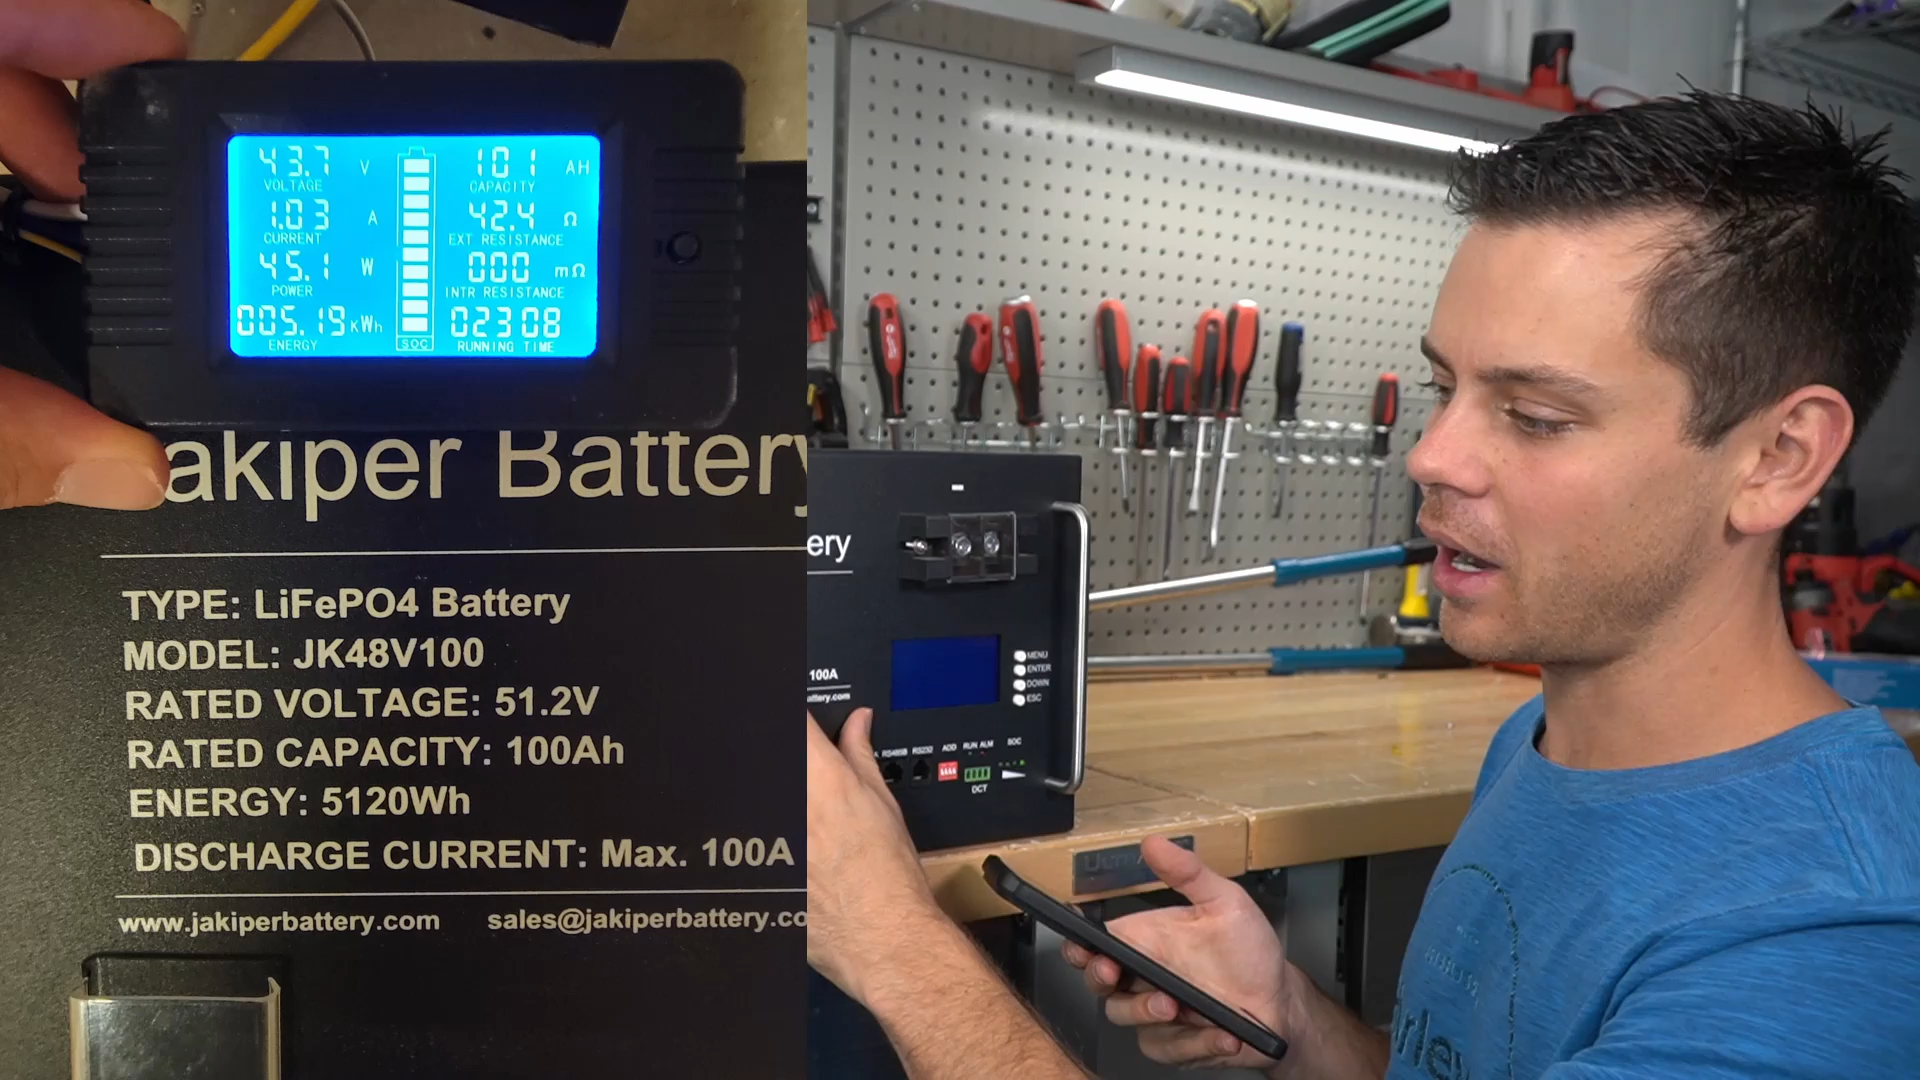 43.7 V
VOLTAGE
1.03 A
CURRENT
45.1 W
POWER
005.19 KWh
ENERGY
SOC
101 AH
CAPACITY
42.4 Ω
EXT RESISTANCE
000 mΩ
INTR RESISTANCE
02308
RUNNING TIME
akiper Battery
TYPE: LiFePO4 Battery
MODEL: JK48V100
RATED VOLTAGE: 51.2V
RATED CAPACITY: 100Ah
ENERGY: 5120Wh
DISCHARGE CURRENT: Max. 100A
www.jakiperbattery.com sales@jakiperbattery.co
ery
100A
attery.com
MENU
ENTER
DOWN
ESC
RS485B RS232 ADD RUN ALM SOC
DCT